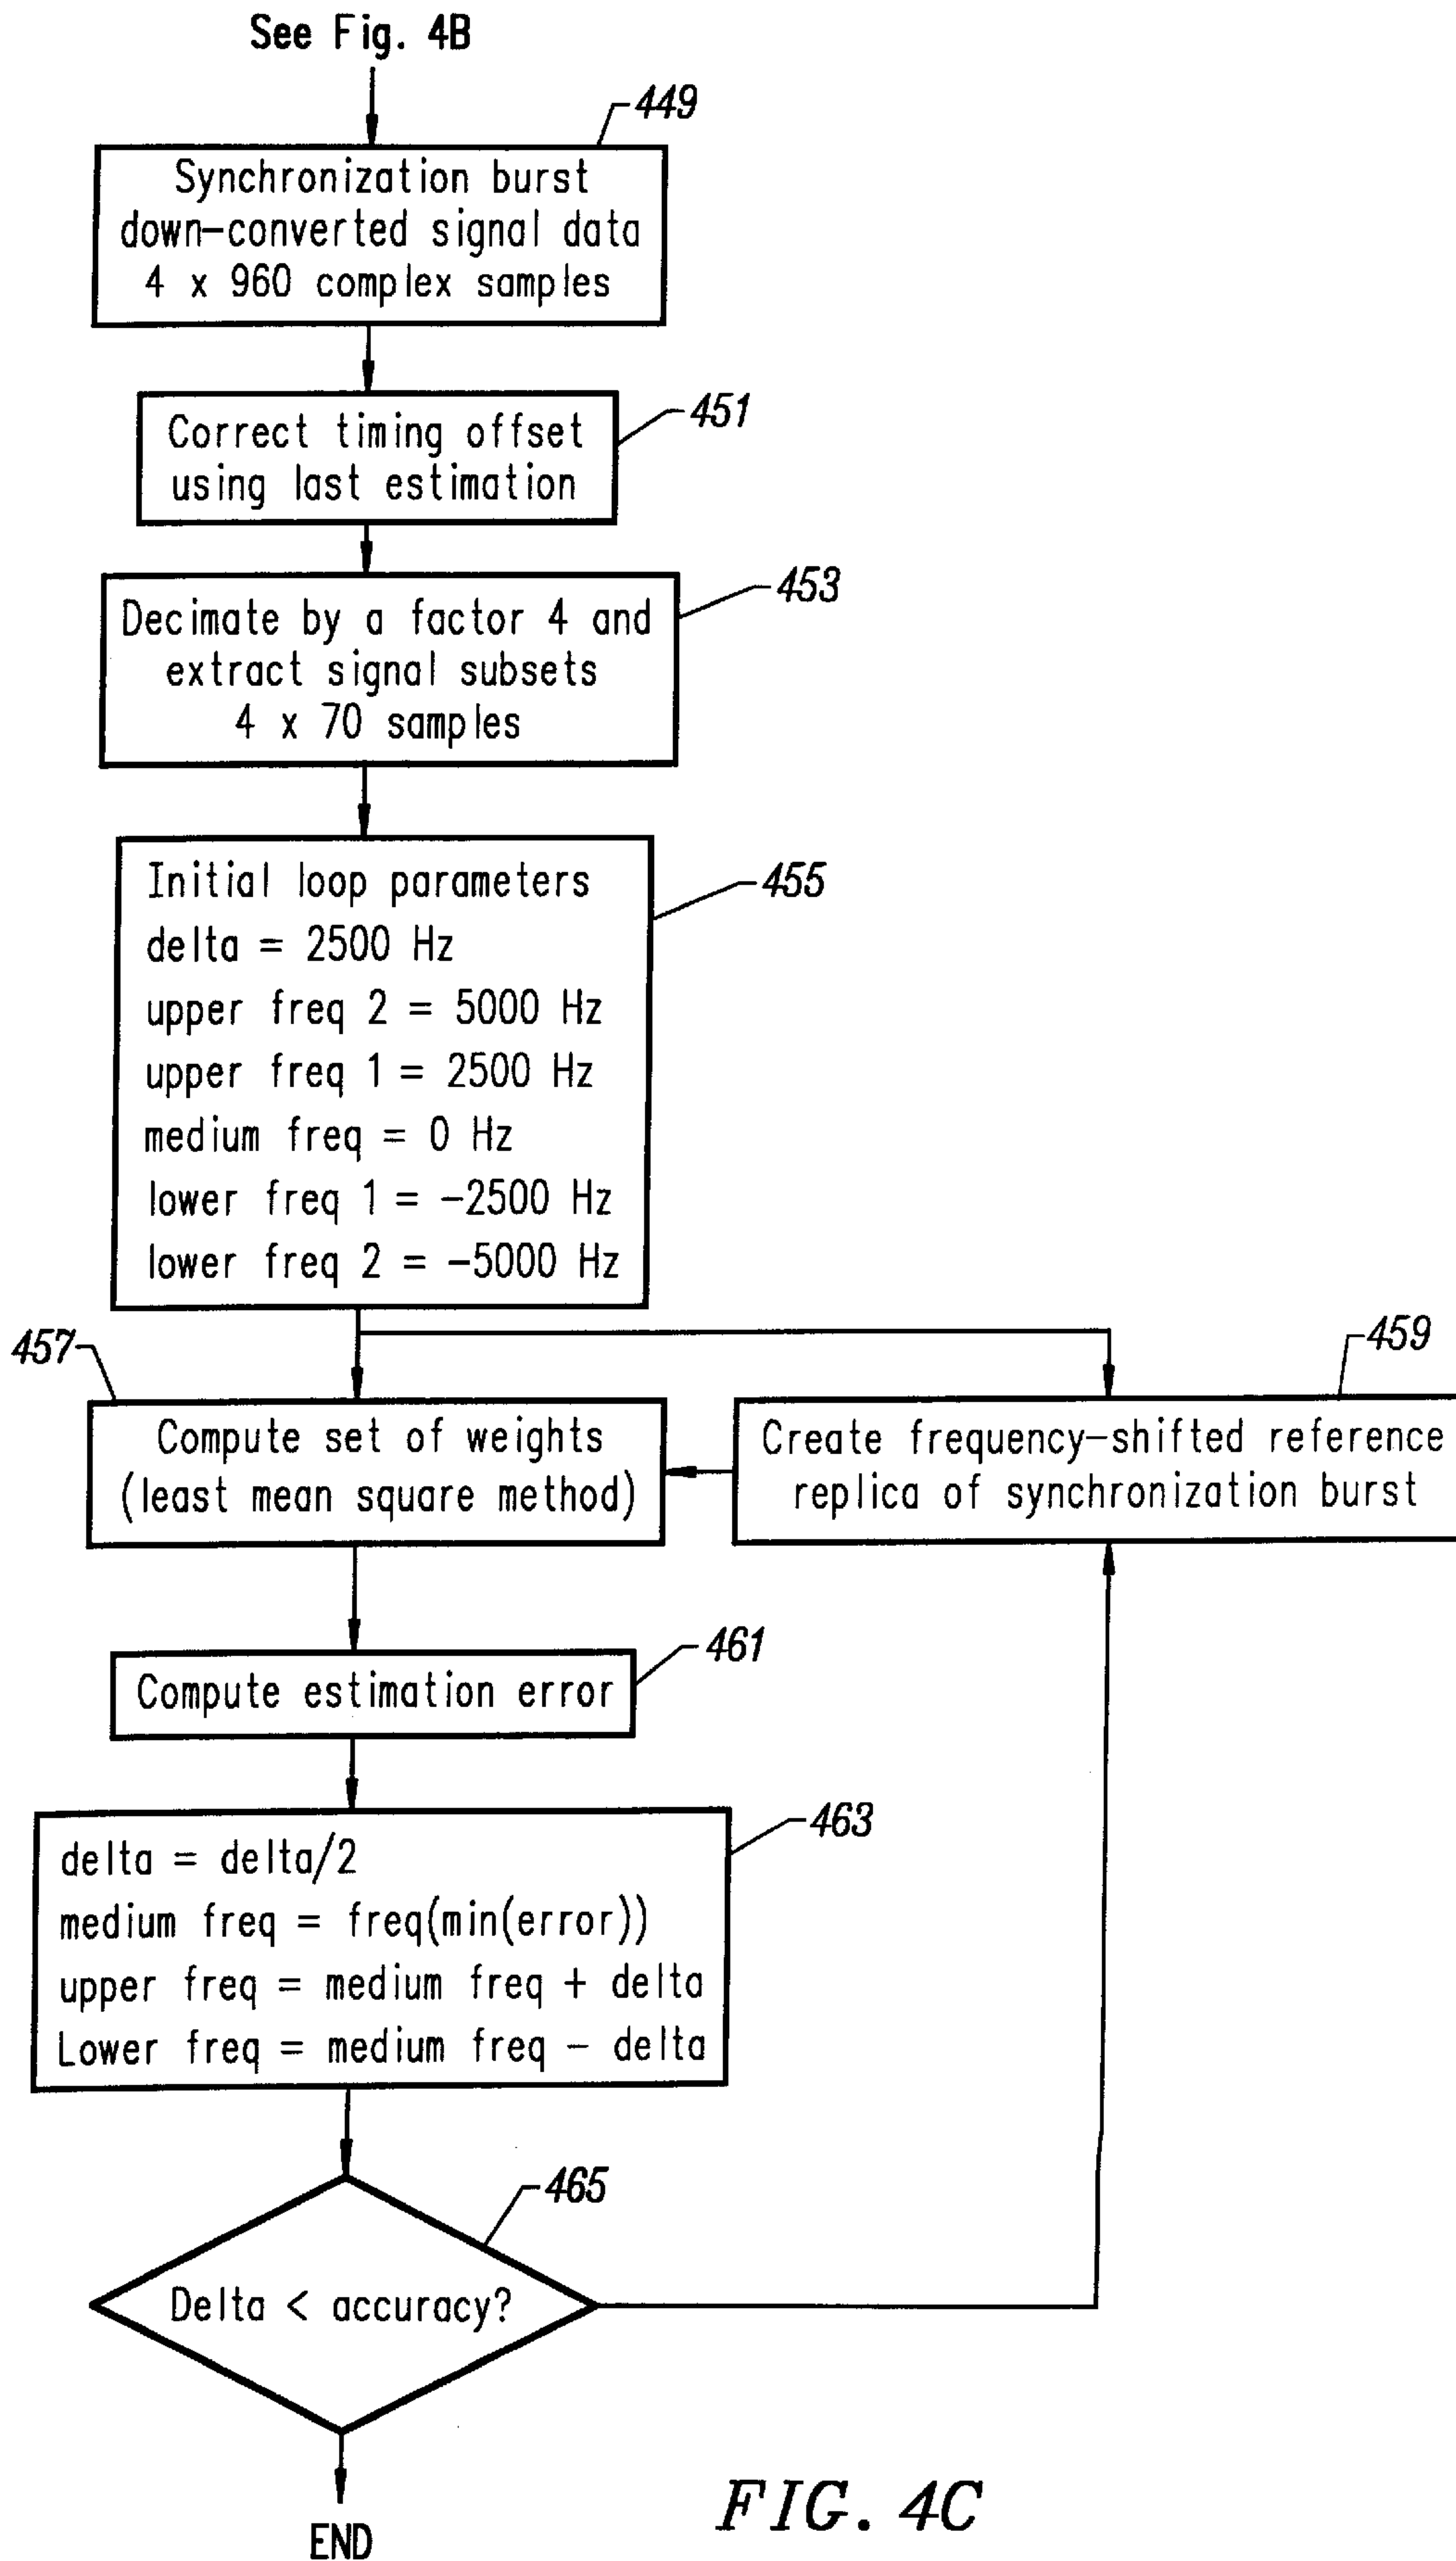 See Fig. 4B
449
Synchronization burst
down-converted signal data
4 x 960 complex samples
451
Correct timing offset
using last estimation
453
Decimate by a factor 4 and
extract signal subsets
4 x 70 samples
455
Initial loop parameters
delta = 2500 Hz
upper freq 2 = 5000 Hz
upper freq 1 = 2500 Hz
medium freq = 0 Hz
lower freq 1 = -2500 Hz
lower freq 2 = -5000 Hz
457
Compute set of weights
(least mean square method)
459
Create frequency-shifted reference
replica of synchronization burst
461
Compute estimation error
463
delta = delta/2
medium freq = freq(min(error))
upper freq = medium freq + delta
Lower freq = medium freq - delta
465
Delta < accuracy?
END
FIG. 4C